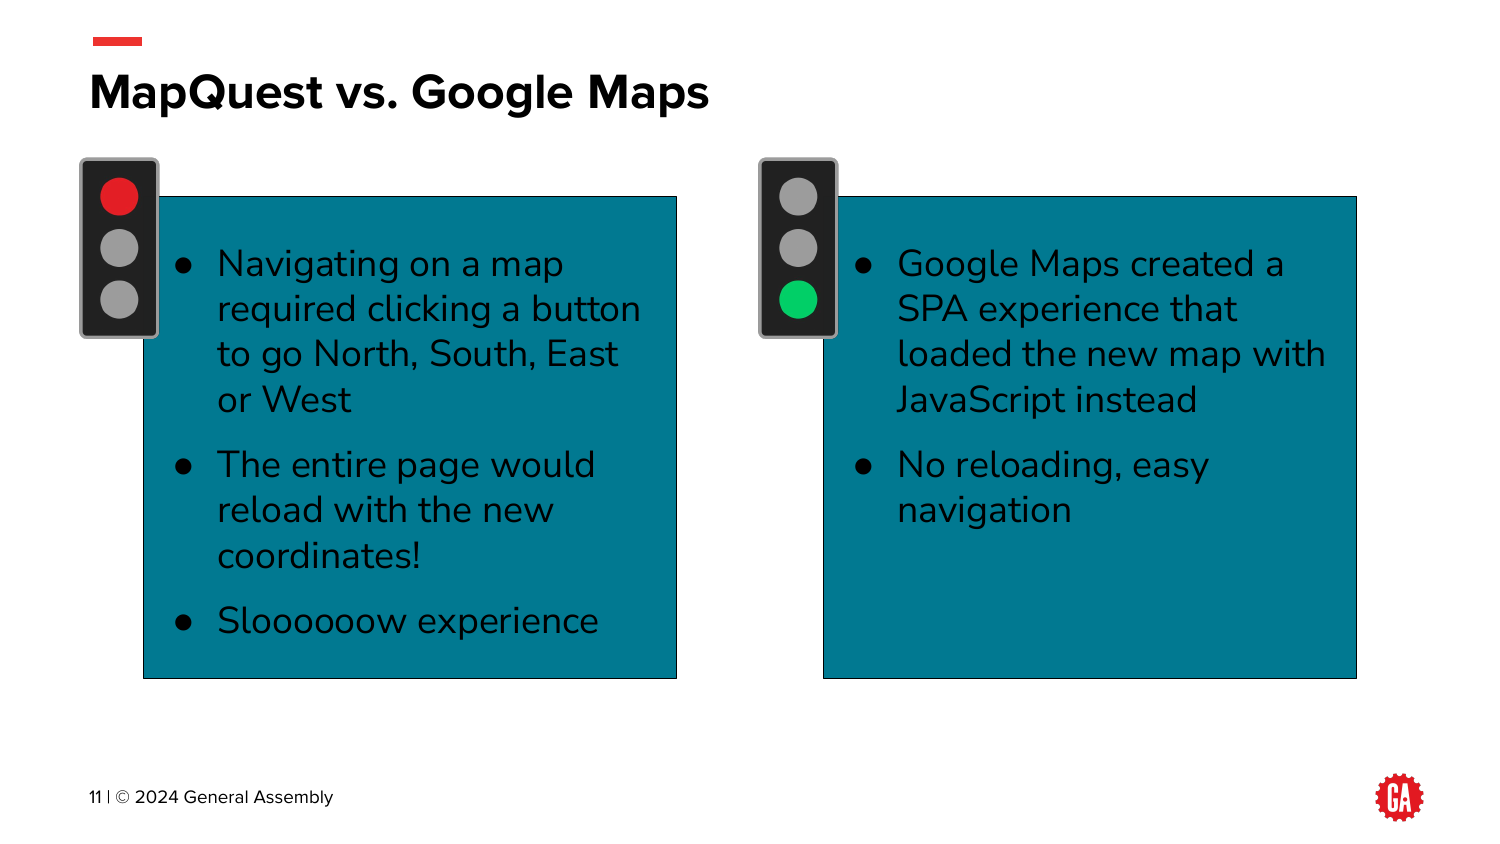 MapQuest vs. Google Maps
● Navigating on a map
required clicking a button
to go North, South, East
or West
● The entire page would
reload with the new
coordinates!
● Sloooooow experience
● Google Maps created a
SPA experience that
loaded the new map with
JavaScript instead
● No reloading, easy
navigation
11 | © 2024 General Assembly
GA